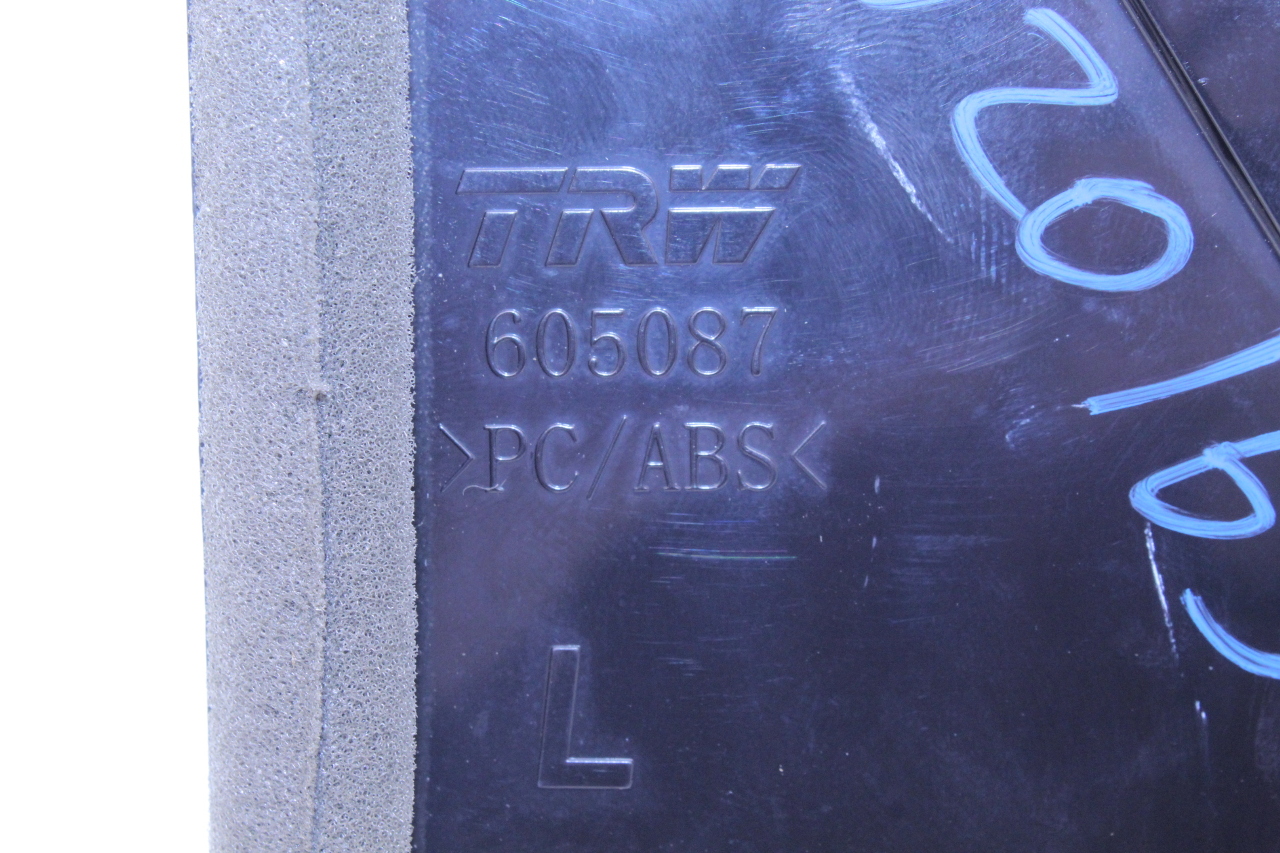 TRW
605087
>PC/ABS<
L